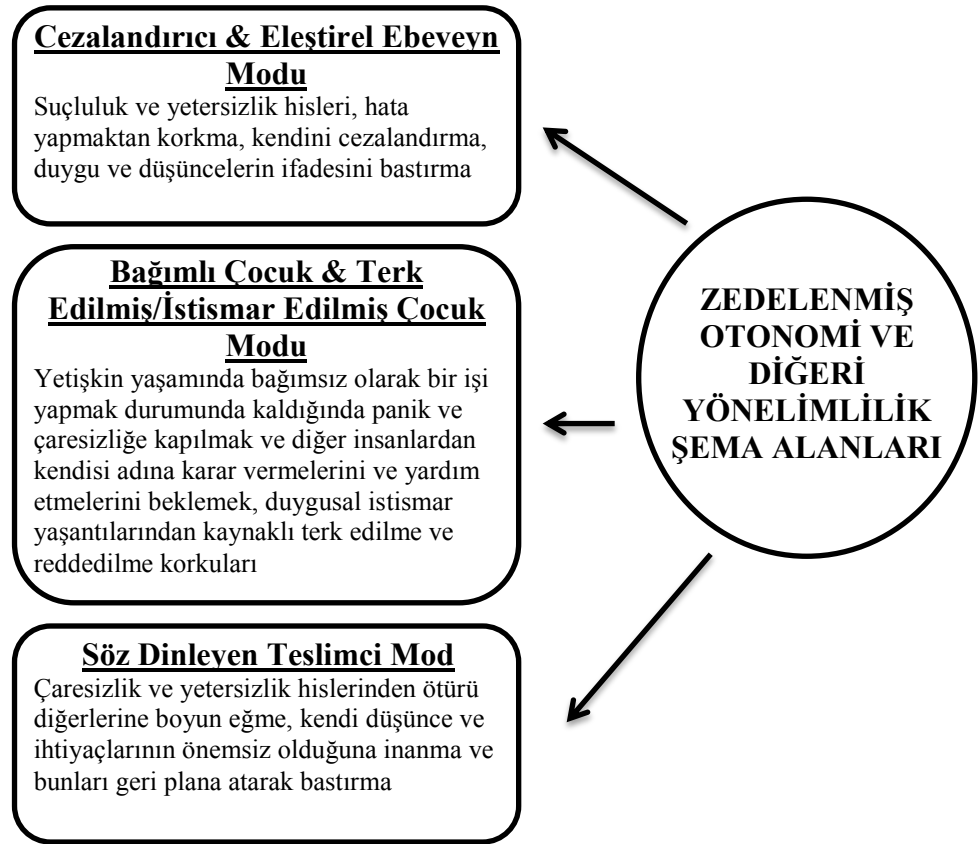 Cezalandırıcı & Eleştirel Ebeveyn
Modu
Suçluluk ve yetersizlik hisleri, hata
yapmaktan korkma, kendini cezalandırma,
duygu ve düşüncelerin ifadesini bastırma
Bağımlı Çocuk & Terk
Edilmiş/İstismar Edilmiş Çocuk
Modu
Yetişkin yaşamında bağımsız olarak bir işi
yapmak durumunda kaldığında panik ve
çaresizliğe kapılmak ve diğer insanlardan
kendisi adına karar vermelerini ve yardım
etmelerini beklemek, duygusal istismar
yaşantılarından kaynaklı terk edilme ve
reddedilme korkuları
Söz Dinleyen Teslimci Mod
Çaresizlik ve yetersizlik hislerinden ötürü
diğerlerine boyun eğme, kendi düşünce ve
ihtiyaçlarının önemsiz olduğuna inanma ve
bunları geri plana atarak bastırma
ZEDELENMİŞ
OTONOMİ VE
DİĞERİ
YÖNELİMLİLİK
ŞEMA ALANLARI